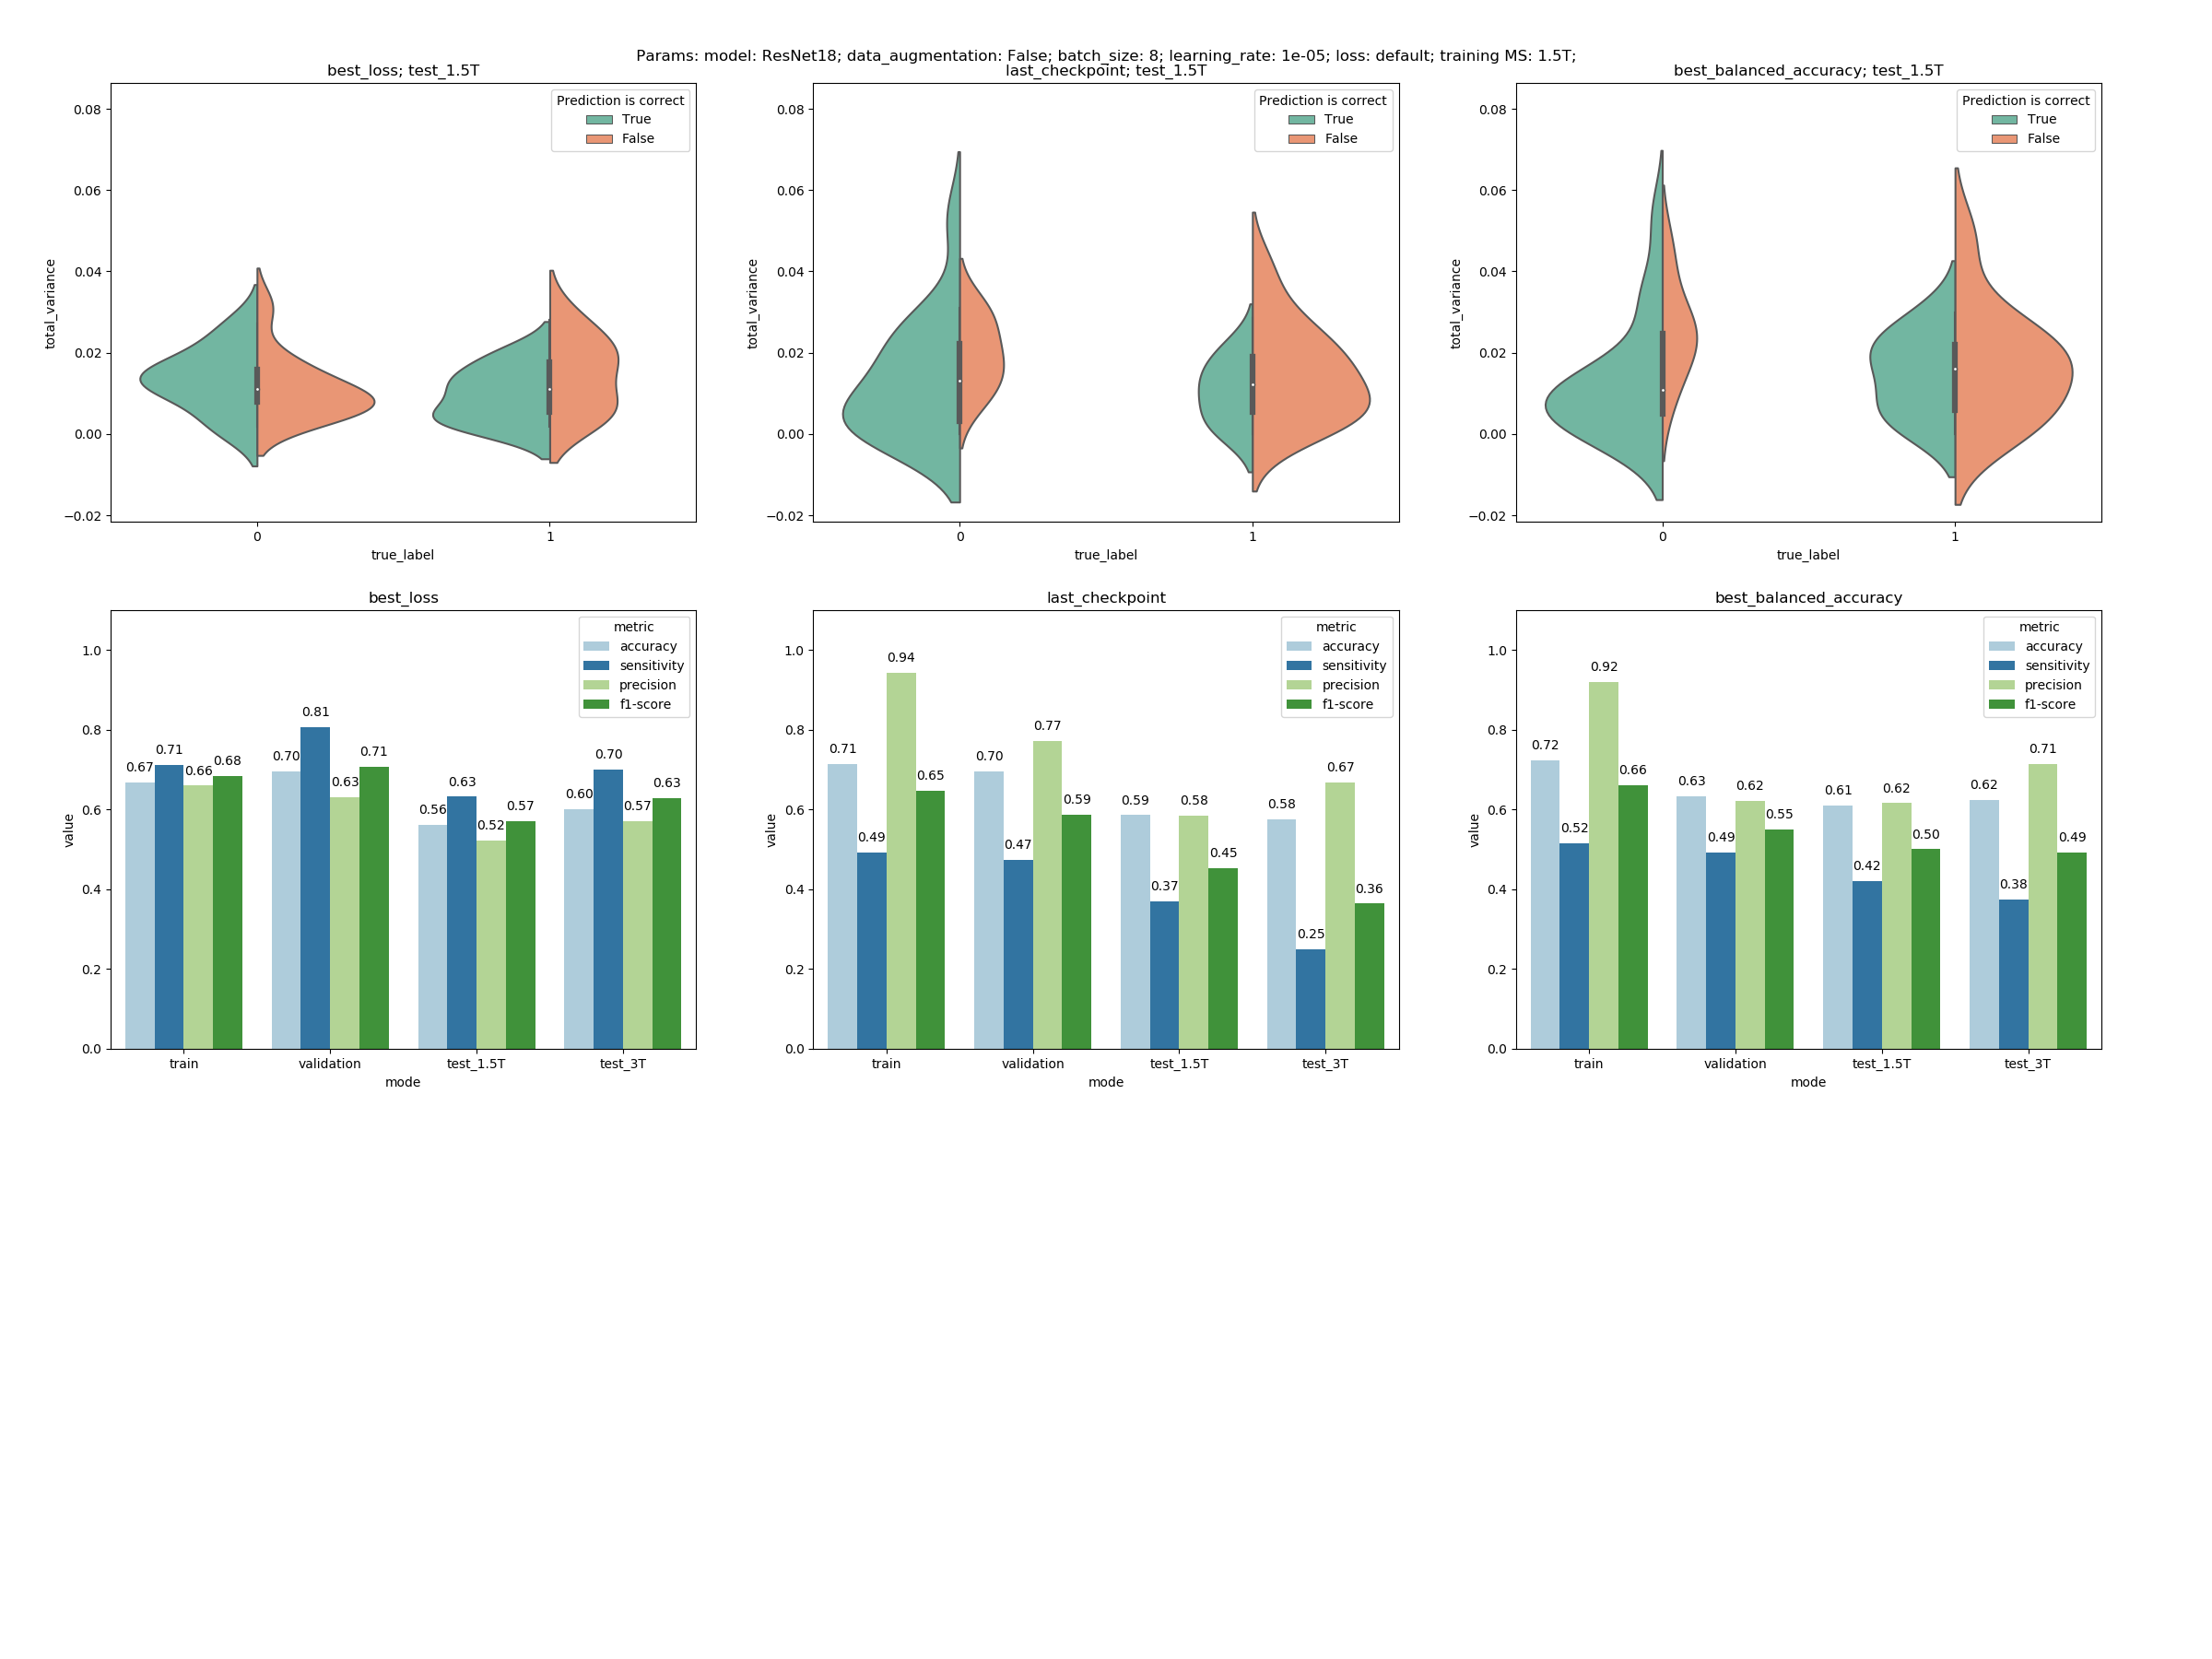 Params: model: ResNet18; data_augmentation: False; batch_size: 8; learning_rate: 1e-05; loss: default; training MS: 1.5T;
best_loss; test_1.5T
total_variance
0.08
0.06
0.04
0.02
0.00
−0.02
0 1
true_label
Prediction is correct
True
False
last_checkpoint; test_1.5T
total_variance
0.08
0.06
0.04
0.02
0.00
−0.02
0 1
true_label
Prediction is correct
True
False
best_balanced_accuracy; test_1.5T
total_variance
0.08
0.06
0.04
0.02
0.00
−0.02
0 1
true_label
Prediction is correct
True
False
best_loss
value
1.0
0.8
0.6
0.4
0.2
0.0
metric
accuracy
sensitivity
precision
f1-score
0.67 0.71 0.66 0.68
0.70 0.81 0.63 0.71
0.56 0.63 0.52 0.57
0.60 0.70 0.57 0.63
train validation test_1.5T test_3T
mode
last_checkpoint
value
1.0
0.8
0.6
0.4
0.2
0.0
metric
accuracy
sensitivity
precision
f1-score
0.71 0.49 0.94 0.65
0.70 0.47 0.77 0.59
0.59 0.37 0.58 0.45
0.58 0.25 0.67 0.36
train validation test_1.5T test_3T
mode
best_balanced_accuracy
value
1.0
0.8
0.6
0.4
0.2
0.0
metric
accuracy
sensitivity
precision
f1-score
0.72 0.52 0.92 0.66
0.63 0.49 0.62 0.55
0.61 0.42 0.62 0.50
0.62 0.38 0.71 0.49
train validation test_1.5T test_3T
mode